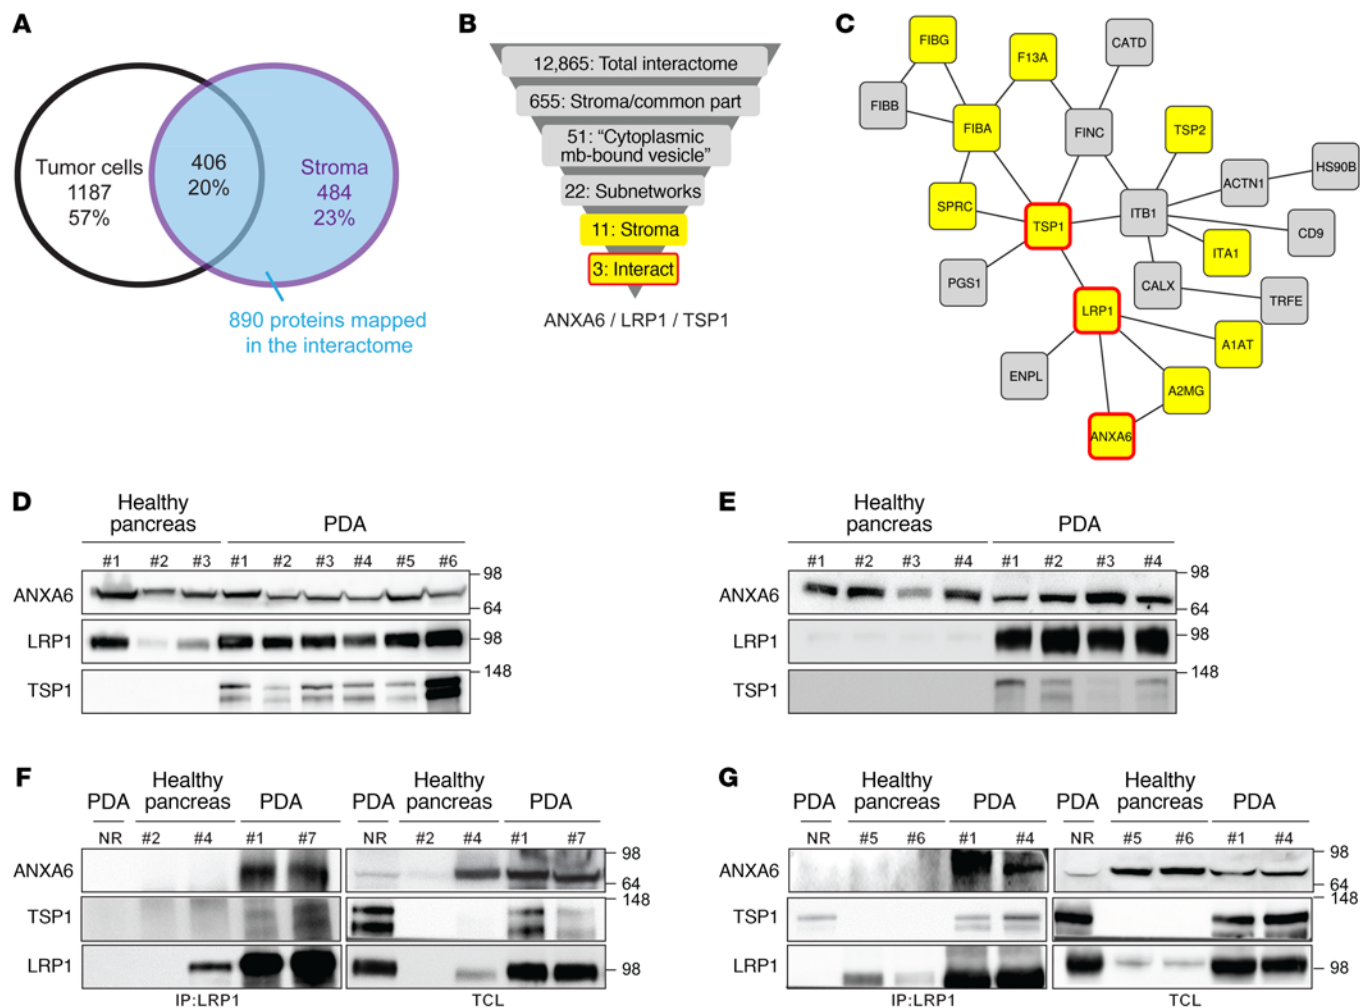 A
Tumor cells
1187
57%
406
20%
Stroma
484
23%
890 proteins mapped
in the interactome
B
12,865: Total interactome
655: Stroma/common part
51: “Cytoplasmic
mb-bound vesicle”
22: Subnetworks
11: Stroma
3: Interact
ANXA6 / LRP1 / TSP1
C
FIBG
F13A
CATD
FIBB
FIBA
FINC
TSP2
HS90B
ACTN1
SPRC
TSP1
ITB1
CD9
ITA1
PGS1
CALX
TRFE
LRP1
A1AT
ENPL
A2MG
ANXA6
D
Healthy
pancreas
PDA
#1 #2 #3 #1 #2 #3 #4 #5 #6
ANXA6
98
64
LRP1
98
TSP1
148
E
Healthy
pancreas
PDA
#1 #2 #3 #4 #1 #2 #3 #4
ANXA6
98
64
LRP1
98
TSP1
148
F
PDA
Healthy
pancreas
PDA
PDA
Healthy
pancreas
PDA
NR #2 #4 #1 #7 NR #2 #4 #1 #7
ANXA6
98
64
TSP1
148
LRP1
98
IP:LRP1
TCL
G
PDA
Healthy
pancreas
PDA
PDA
Healthy
pancreas
PDA
NR #5 #6 #1 #4 NR #5 #6 #1 #4
ANXA6
98
64
TSP1
148
LRP1
98
IP:LRP1
TCL